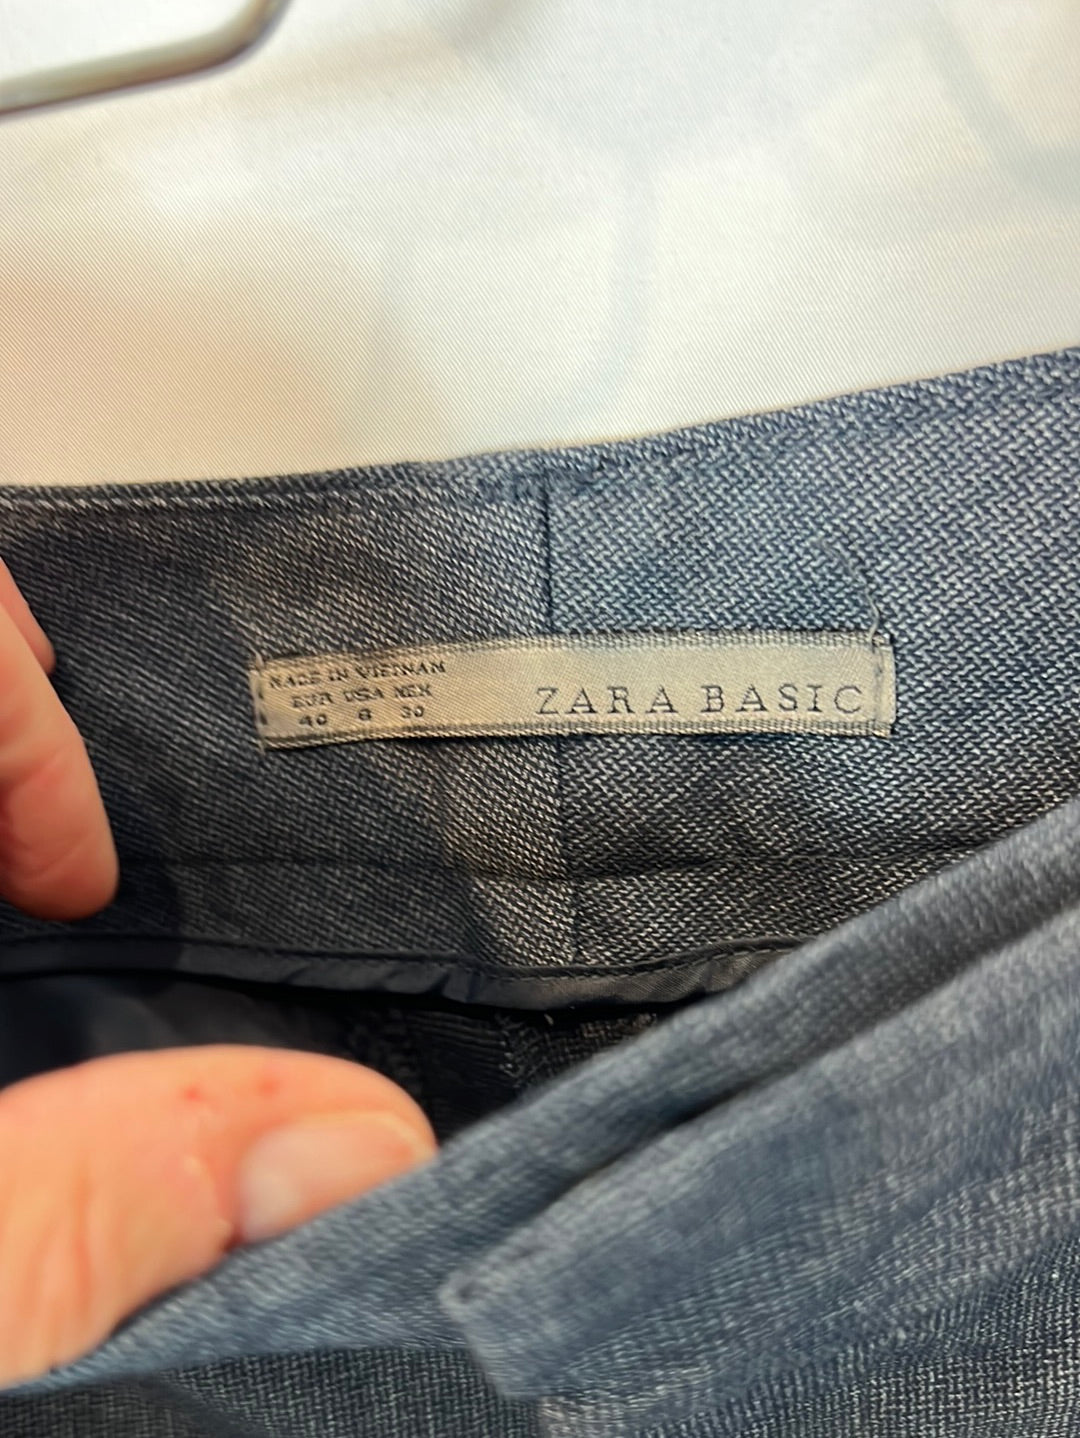 MADE IN VIETNAM
EUR USA MEX
40 8 30
ZARA BASIC